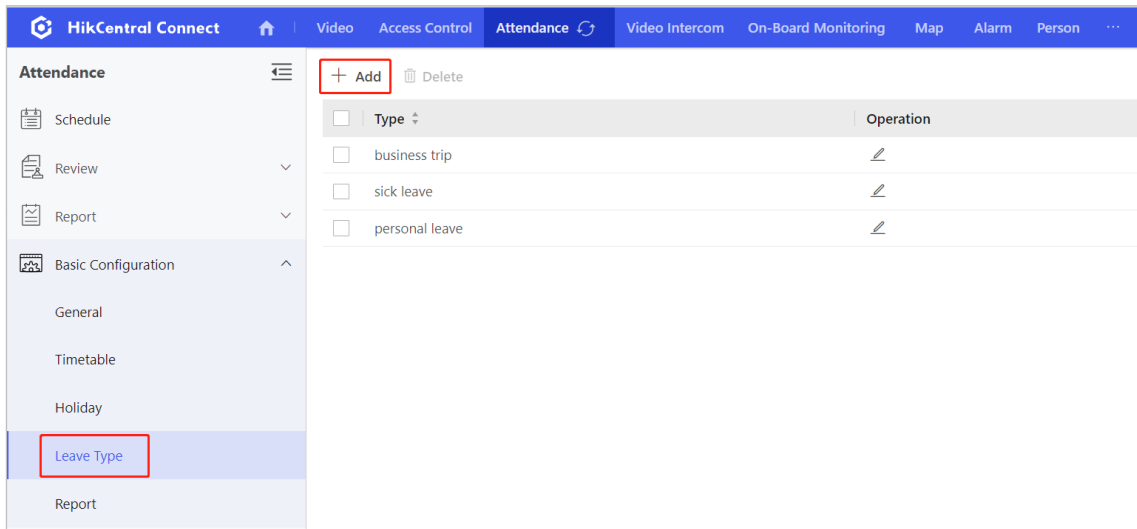 HikCentral Connect Video Access Control Attendance Video Intercom On-Board Monitoring Map Alarm Person ...
Attendance
Schedule
Review
Report
Basic Configuration
General
Timetable
Holiday
Leave Type
Report
+ Add Delete
Type Operation
business trip
sick leave
personal leave